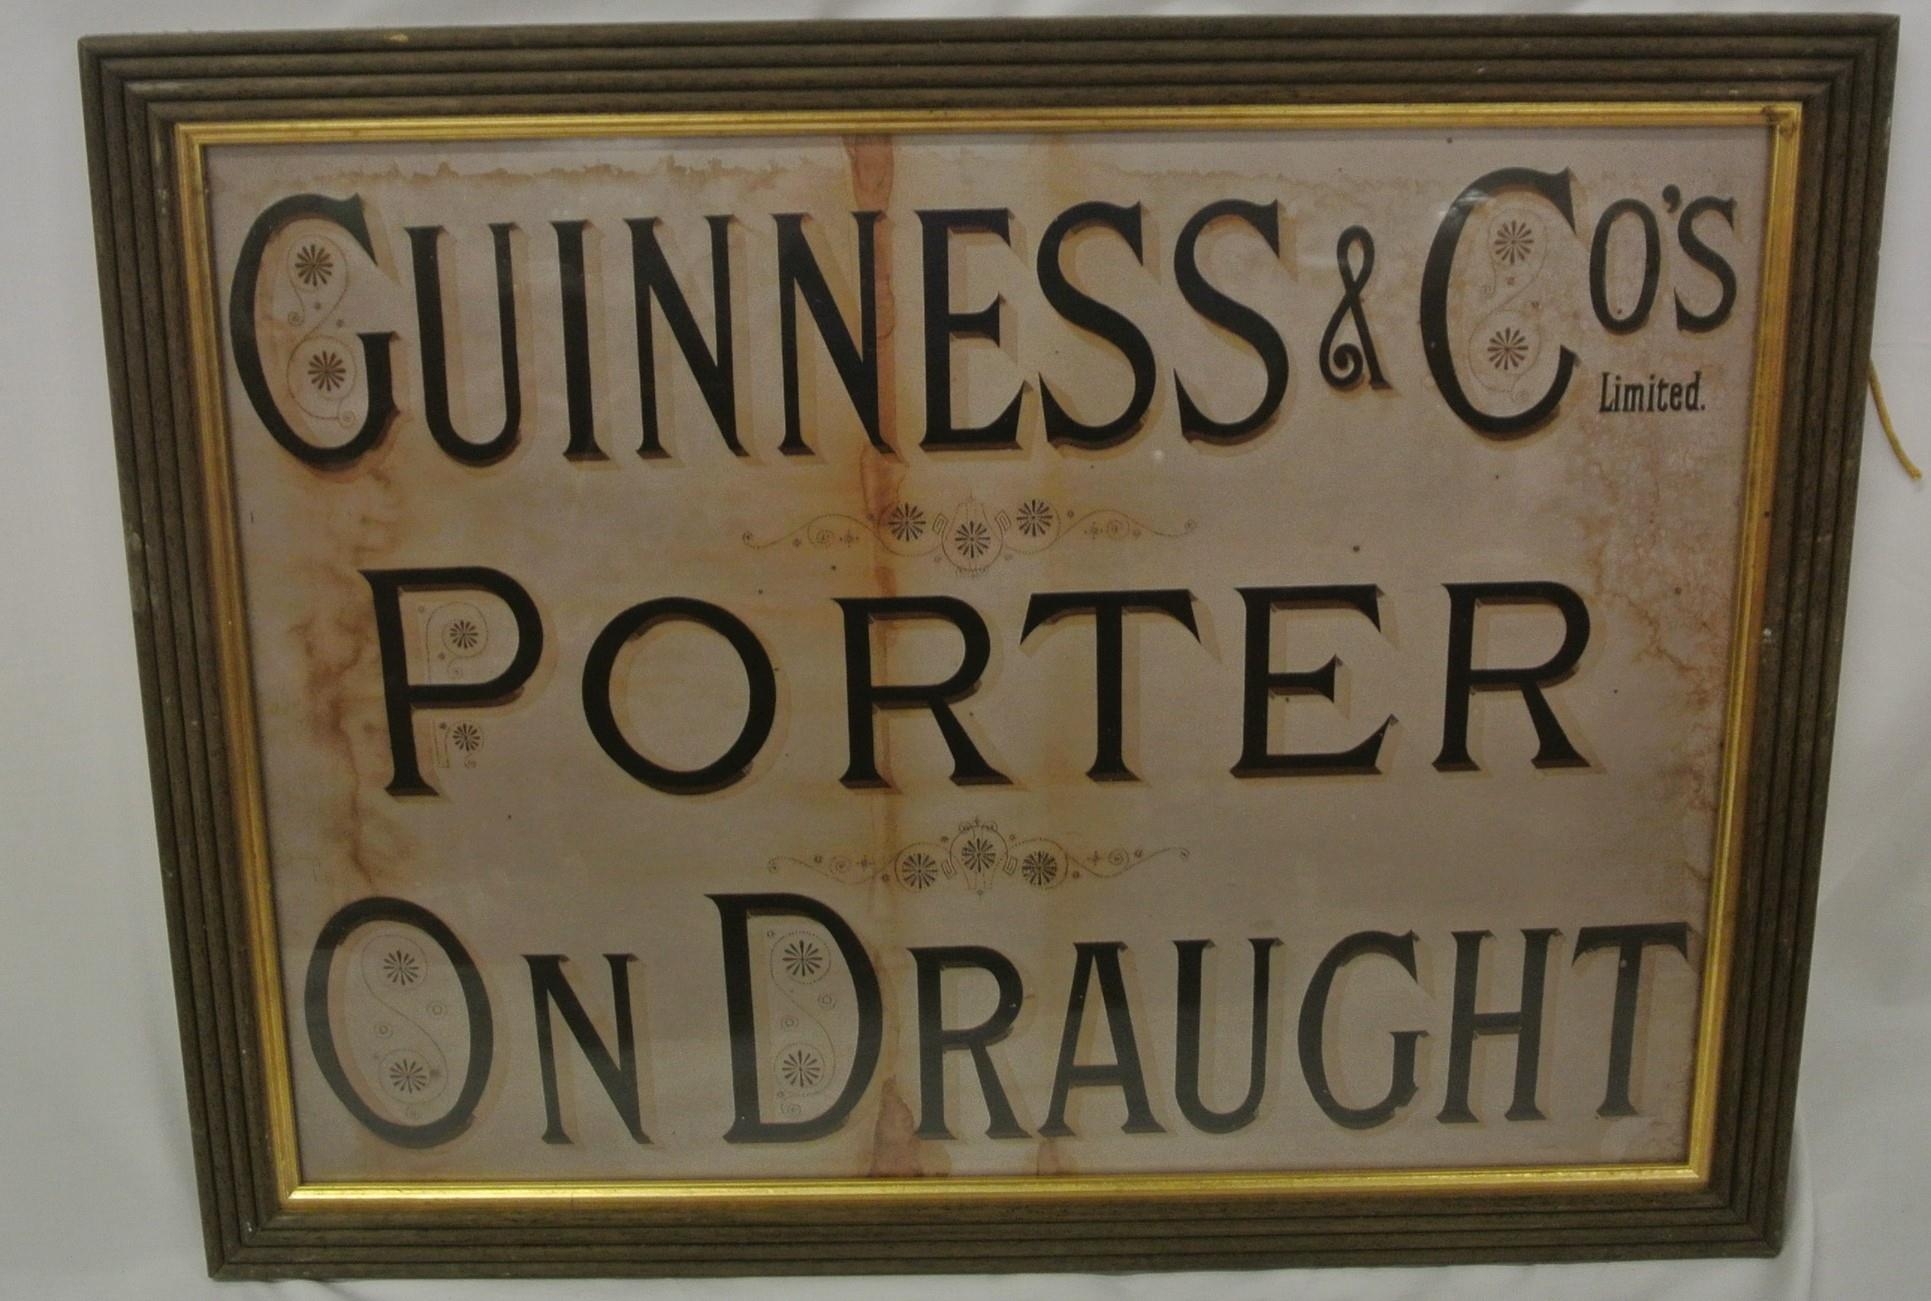 GUINNESS & CO'S
Limited.
PORTER
ON DRAUGHT